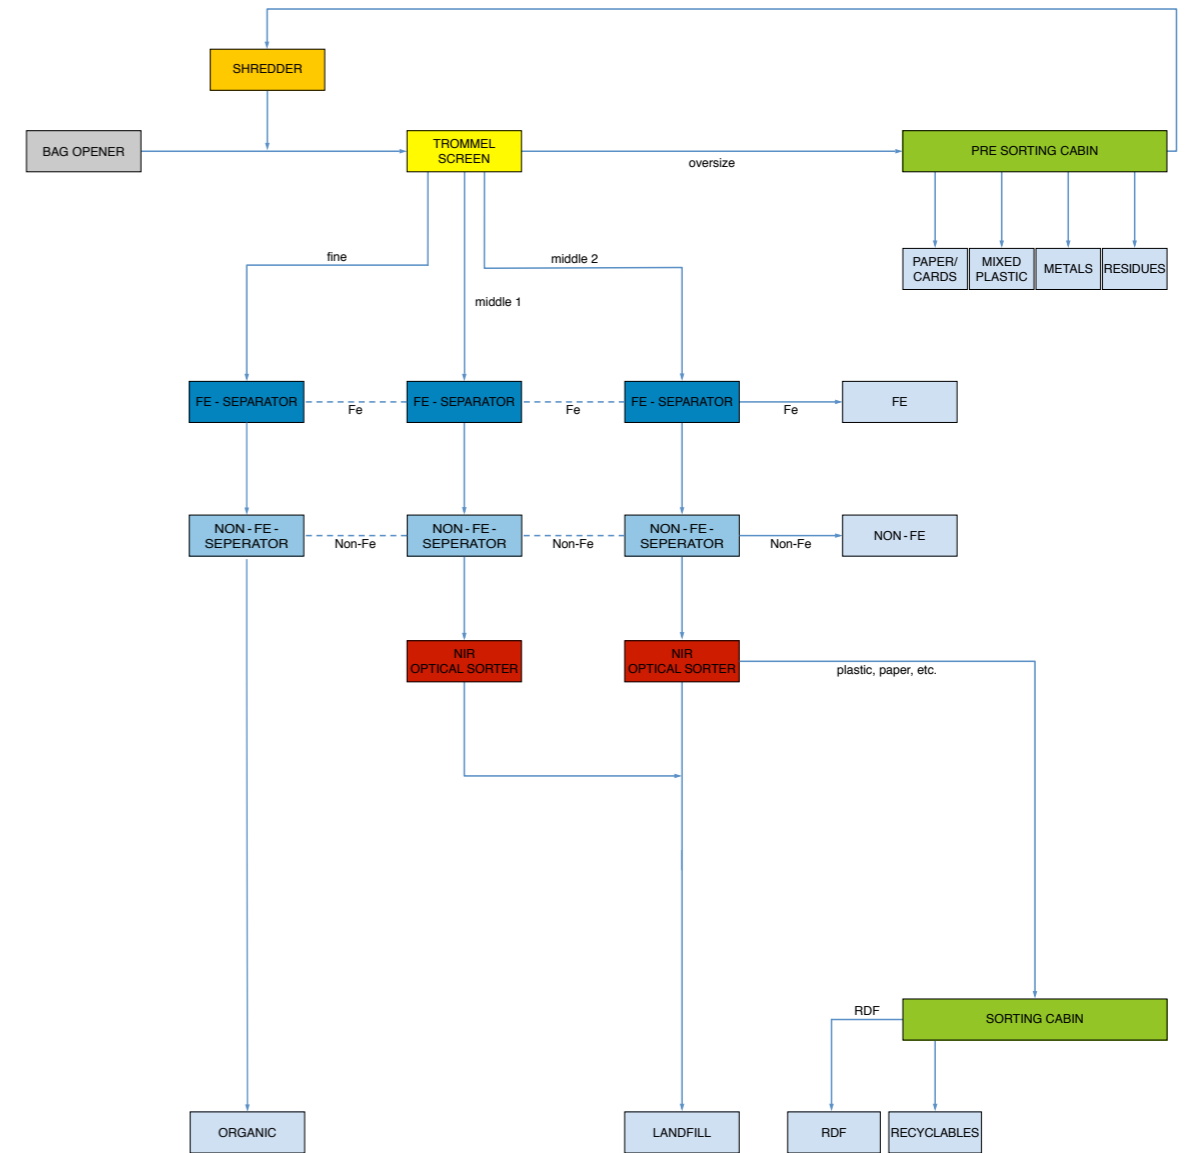 SHREDDER
BAG OPENER
TROMMEL
SCREEN
oversize
PRE SORTING CABIN
fine
middle 2
middle 1
PAPER/
CARDS
MIXED
PLASTIC
METALS
RESIDUES
FE - SEPARATOR
Fe
FE - SEPARATOR
Fe
FE - SEPARATOR
Fe
FE
NON - FE -
SEPERATOR
Non-Fe
NON - FE -
SEPERATOR
Non-Fe
NON - FE -
SEPERATOR
Non-Fe
NON - FE
NIR
OPTICAL SORTER
NIR
OPTICAL SORTER
plastic, paper, etc.
RDF
SORTING CABIN
ORGANIC
LANDFILL
RDF
RECYCLABLES